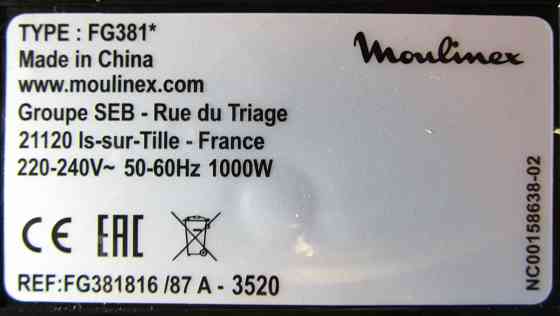 TYPE : FG381*
Moulinex
Made in China
www.moulinex.com
Groupe SEB - Rue du Triage
21120 Is-sur-Tille - France
220-240V~ 50-60Hz 1000W
CE EAC
REF:FG381816 /87 A - 3520
NC00158638-02